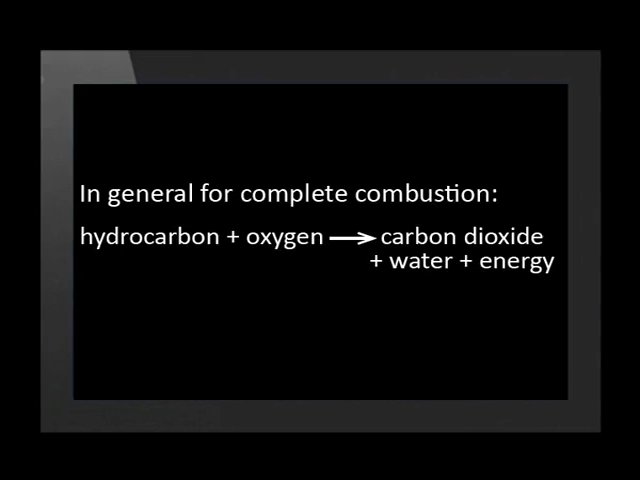 In general for complete combustion:
hydrocarbon + oxygen ⟶ carbon dioxide
+ water + energy